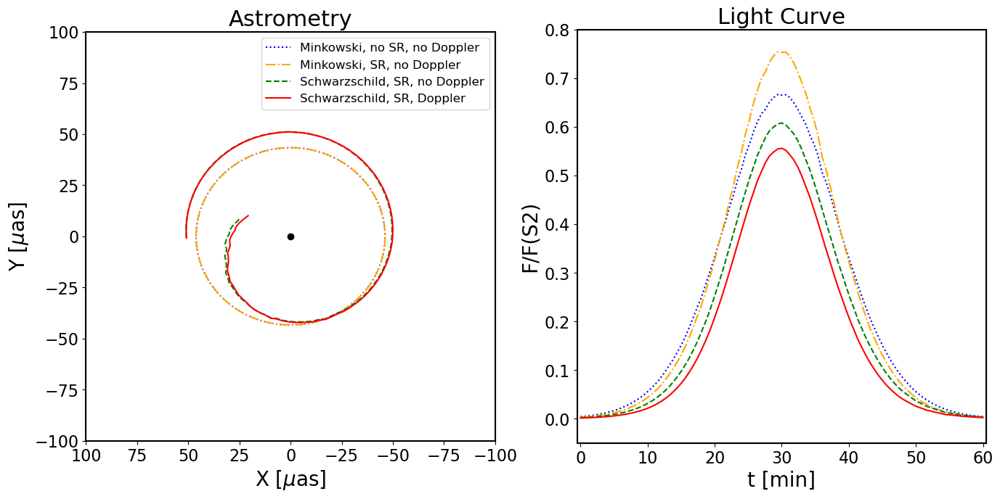 Astrometry
Minkowski, no SR, no Doppler
Minkowski, SR, no Doppler
Schwarzschild, SR, no Doppler
Schwarzschild, SR, Doppler
100
75
50
25
0
−25
−50
−75
−100
Y [μas]
100 75 50 25 0 −25 −50 −75 −100
X [μas]
Light Curve
0.8
0.7
0.6
0.5
0.4
0.3
0.2
0.1
0.0
F/F(S2)
0 10 20 30 40 50 60
t [min]